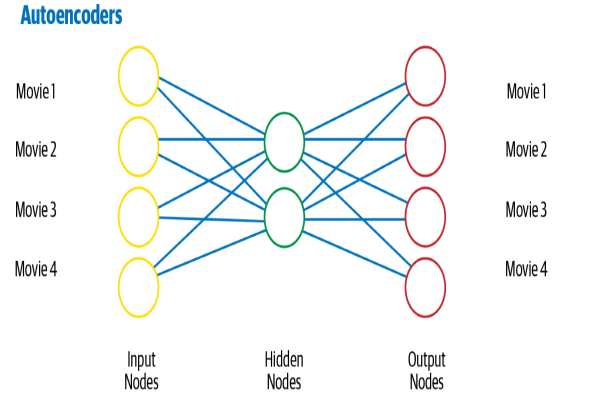 Autoencoders
Movie 1
Movie 1
Movie 2
Movie 2
Movie 3
Movie 3
Movie 4
Movie 4
Input
Nodes
Hidden
Nodes
Output
Nodes